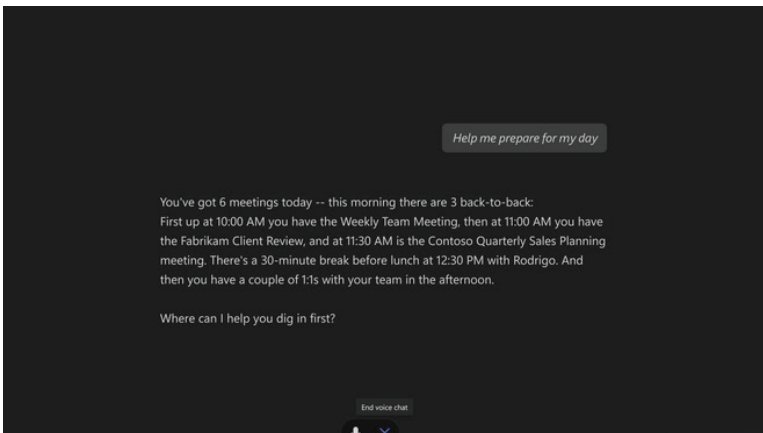 Help me prepare for my day
You've got 6 meetings today -- this morning there are 3 back-to-back:
First up at 10:00 AM you have the Weekly Team Meeting, then at 11:00 AM you have
the Fabrikam Client Review, and at 11:30 AM is the Contoso Quarterly Sales Planning
meeting. There's a 30-minute break before lunch at 12:30 PM with Rodrigo. And
then you have a couple of 1:1s with your team in the afternoon.
Where can I help you dig in first?
End voice chat